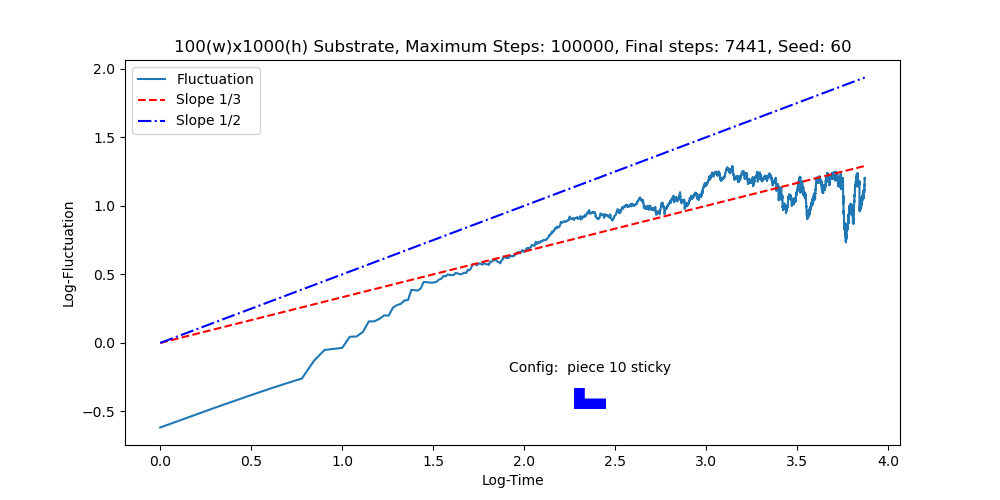 100(w)x1000(h) Substrate, Maximum Steps: 100000, Final steps: 7441, Seed: 60
Fluctuation
Slope 1/3
Slope 1/2
2.0
1.5
1.0
0.5
0.0
−0.5
Log-Fluctuation
Config:  piece 10 sticky
0.0 0.5 1.0 1.5 2.0 2.5 3.0 3.5 4.0
Log-Time